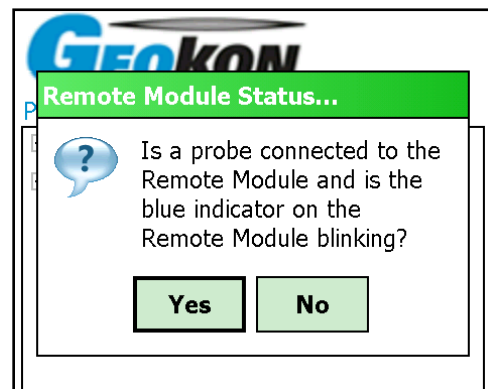 GEOKON
P
Remote Module Status...
Is a probe connected to the
Remote Module and is the
blue indicator on the
Remote Module blinking?
Yes No